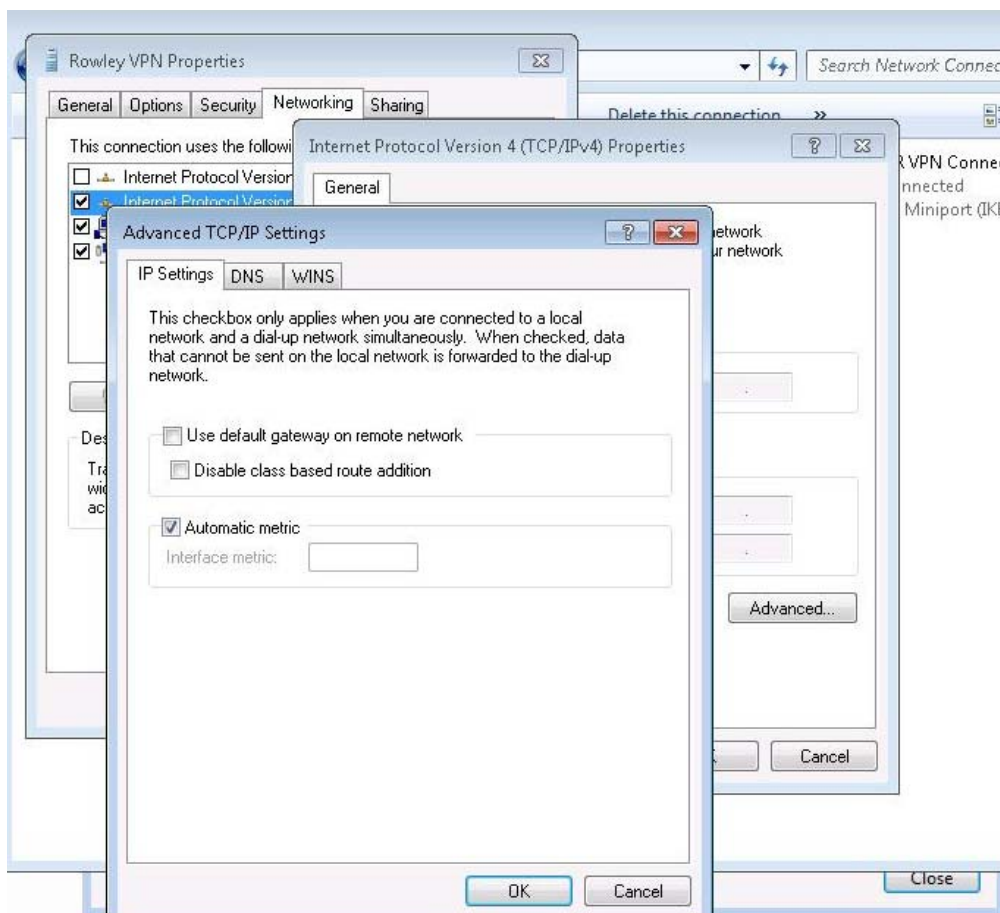 Rowley VPN Properties
Search Network Connec
General Options Security Networking Sharing
Delete this connection »
This connection uses the followi
Internet Protocol Version 4 (TCP/IPv4) Properties
VPN Connec
nnected
Miniport (IK
Internet Protocol Version
Internet Protocol Version
General
etwork
ur network
Advanced TCP/IP Settings
IP Settings DNS WINS
This checkbox only applies when you are connected to a local
network and a dial-up network simultaneously. When checked, data
that cannot be sent on the local network is forwarded to the dial-up
network.
Des
Tra
wid
ac
Use default gateway on remote network
Disable class based route addition
Automatic metric
Interface metric:
Advanced...
Cancel
OK Cancel
Close